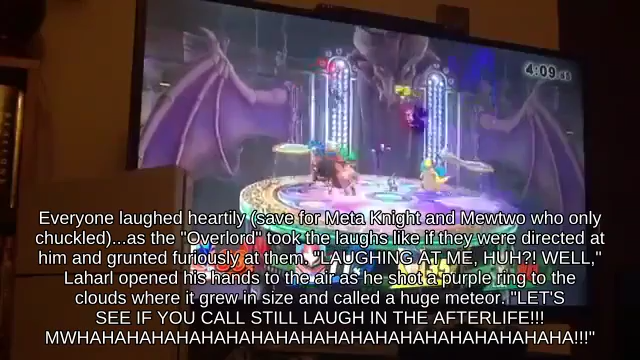 4:09
Everyone laughed heartily (save for Meta Knight and Mewtwo who only
chuckled)...as the "Overlord" took the laughs like if they were directed at
him and grunted furiously at them. "LAUGHING AT ME, HUH?! WELL,"
Laharl opened his hands to the air as he shot a purple ring to the
clouds where it grew in size and called a huge meteor. "LET'S
SEE IF YOU CALL STILL LAUGH IN THE AFTERLIFE!!!
MWHAHAHAHAHAHAHAHAHAHAHAHAHAHAHAHAHAHAHA!!!"